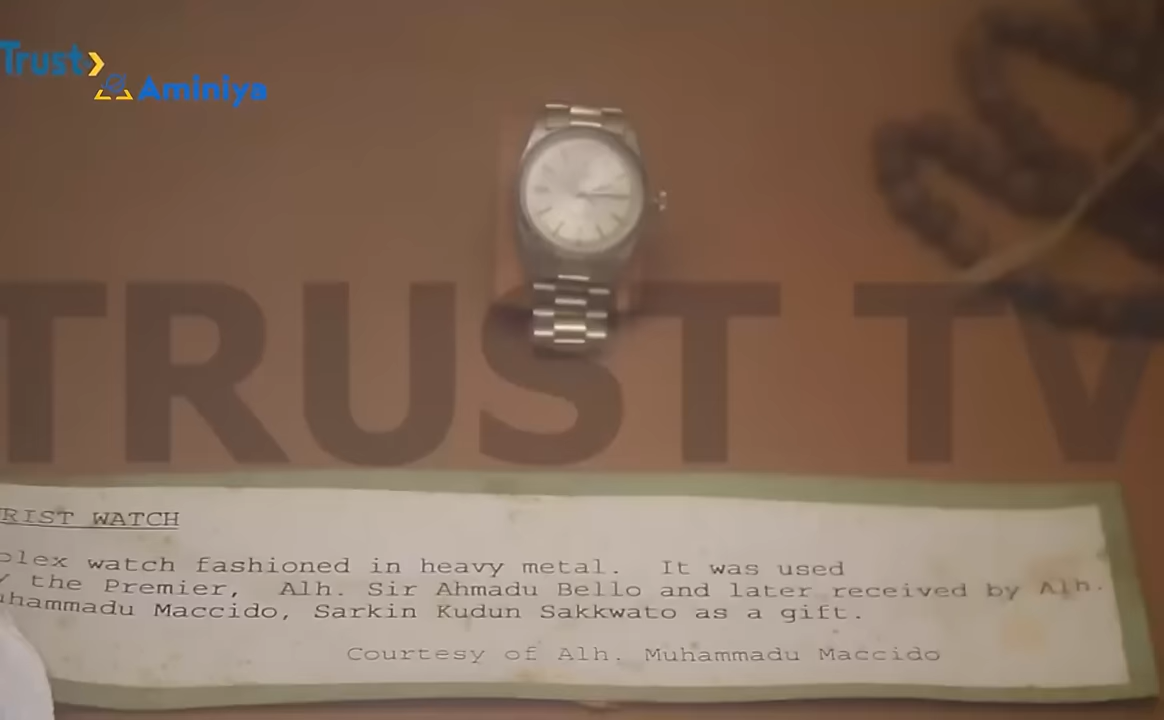 Trust
Aminiya
TRUST TV
RIST WATCH
olex watch fashioned in heavy metal. It was used
the Premier, Alh. Sir Ahmadu Bello and later received by Alh.
uhammadu Maccido, Sarkin Kudun Sakkwato as a gift.
Courtesy of Alh. Muhammadu Maccido